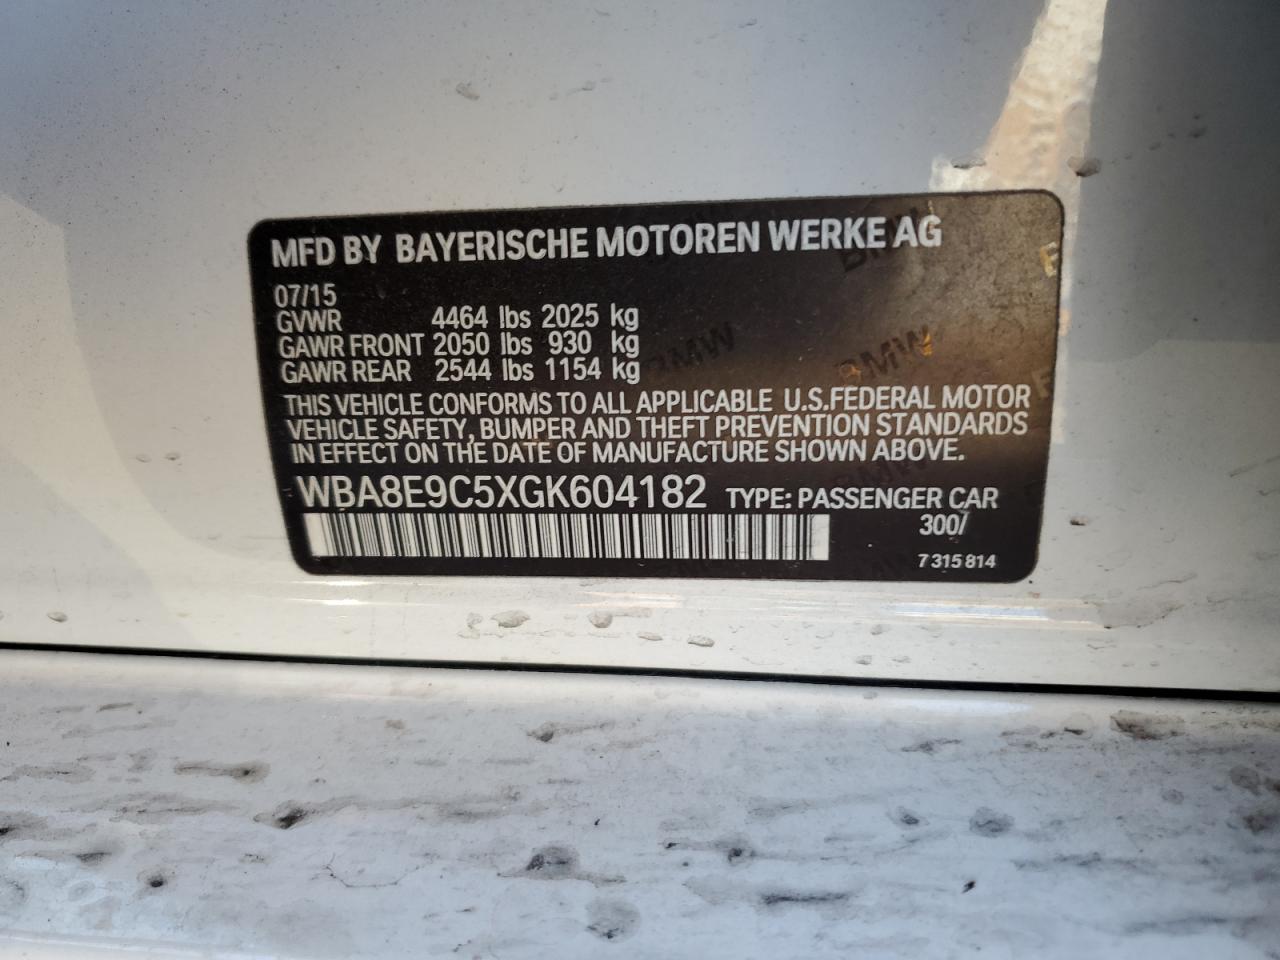 MFD BY BAYERISCHE MOTOREN WERKE AG
07/15
GVWR 4464 lbs 2025 kg
GAWR FRONT 2050 lbs 930 kg
GAWR REAR 2544 lbs 1154 kg
THIS VEHICLE CONFORMS TO ALL APPLICABLE U.S.FEDERAL MOTOR
VEHICLE SAFETY, BUMPER AND THEFT PREVENTION STANDARDS
IN EFFECT ON THE DATE OF MANUFACTURE SHOWN ABOVE.
WBA8E9C5XGK604182 TYPE: PASSENGER CAR
300/
7 315 814